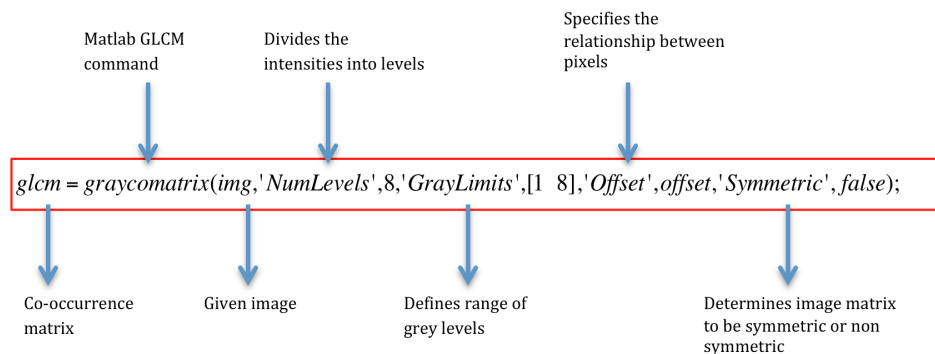 Matlab GLCM
command
Divides the
intensities into levels
Specifies the
relationship between
pixels
glcm = graycomatrix(img,'NumLevels',8,'GrayLimits',[1 8],'Offset',offset,'Symmetric', false);
Co-occurrence
matrix
Given image
Defines range of
grey levels
Determines image matrix
to be symmetric or non
symmetric